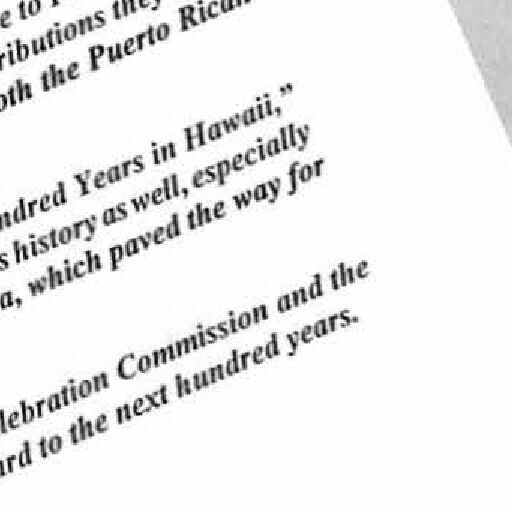 e to
ributions they
oth the Puerto Rican
ndred Years in Hawaii,”
s history as well, especially
a, which paved the way for
lebration Commission and the
ard to the next hundred years.